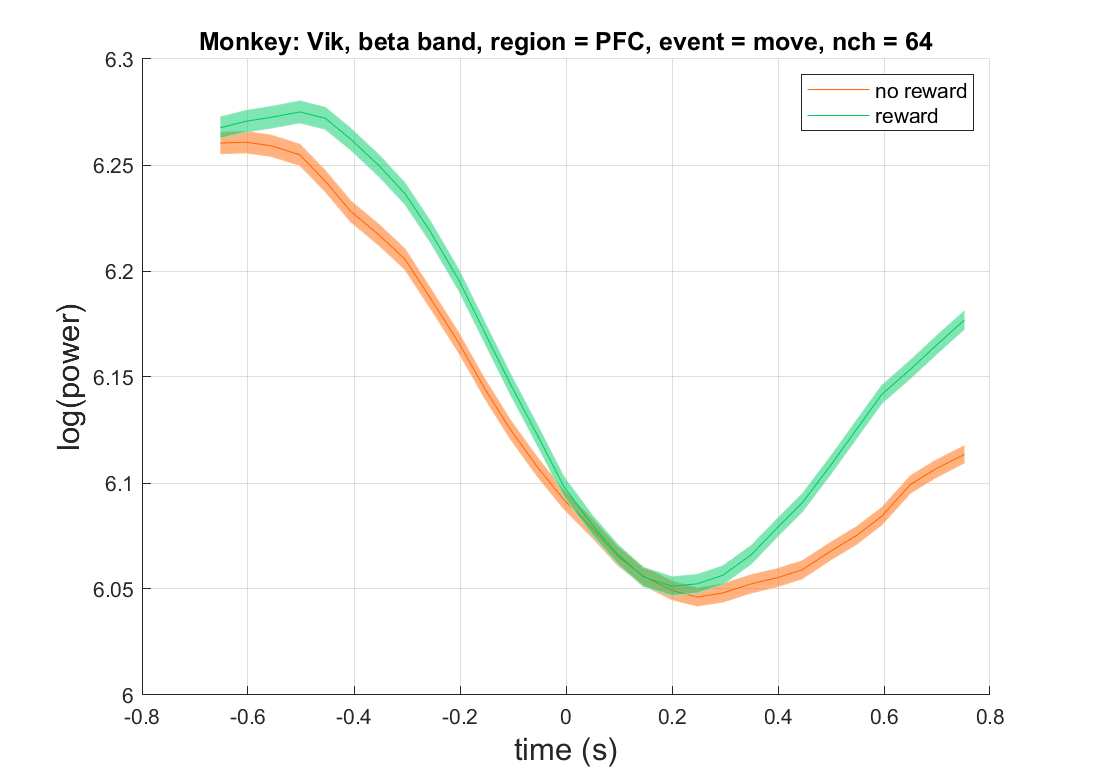 Monkey: Vik, beta band, region = PFC, event = move, nch = 64
6.3
no reward
reward
6.25
6.2
6.15
6.1
6.05
6
log(power)
-0.8 -0.6 -0.4 -0.2 0 0.2 0.4 0.6 0.8
time (s)